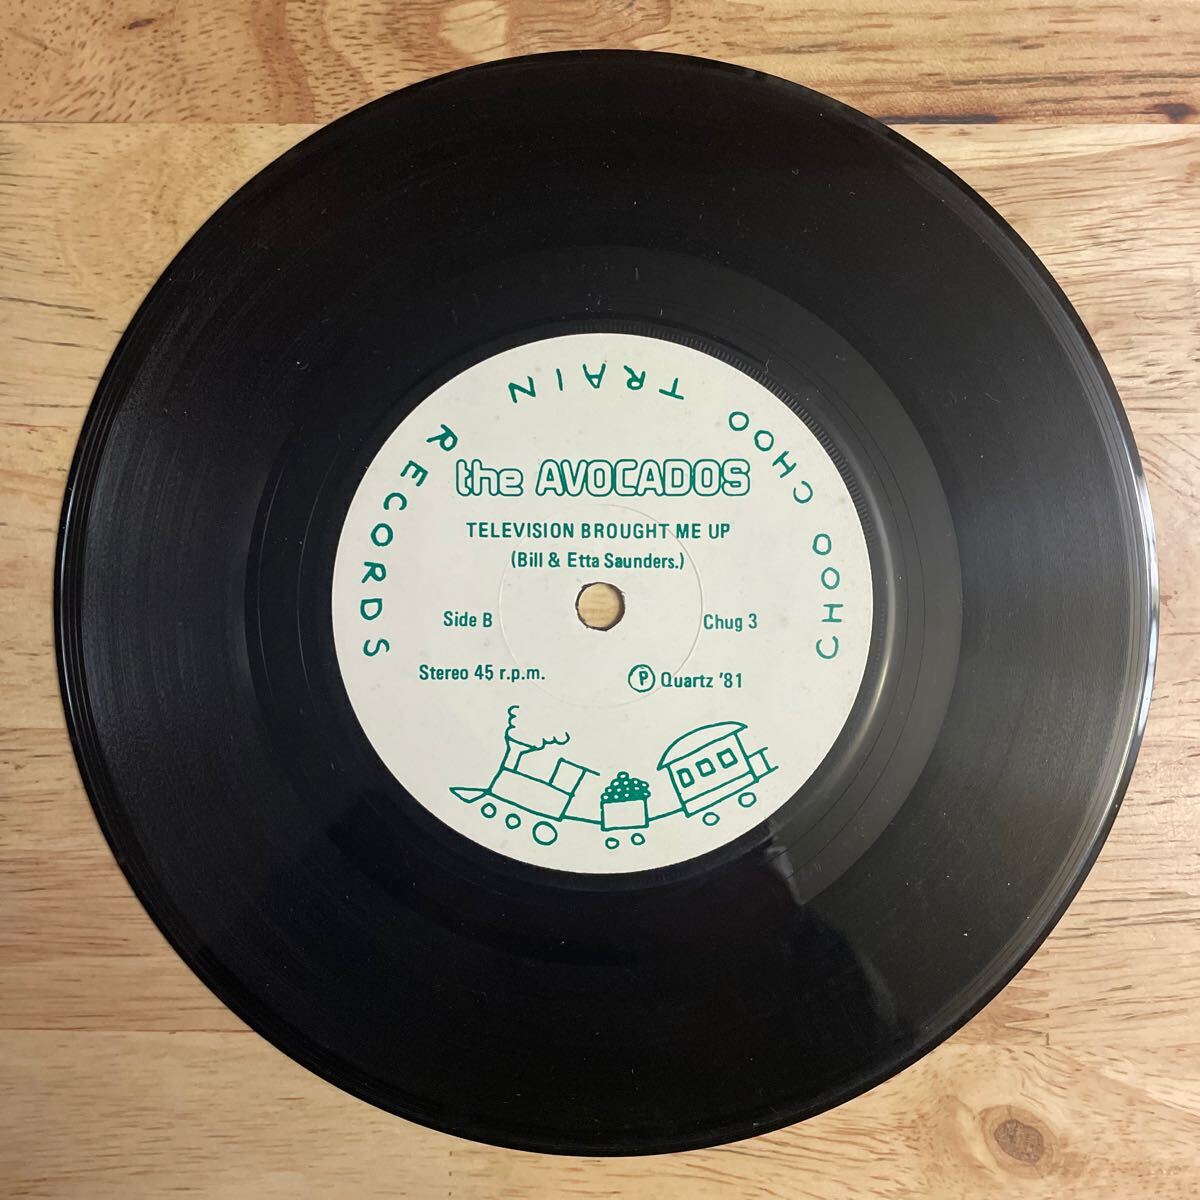 CHOO CHOO TRAIN RECORDS
the AVOCADOS
TELEVISION BROUGHT ME UP
(Bill & Etta Saunders.)
Side B
Chug 3
Stereo 45 r.p.m.
Ⓟ Quartz '81